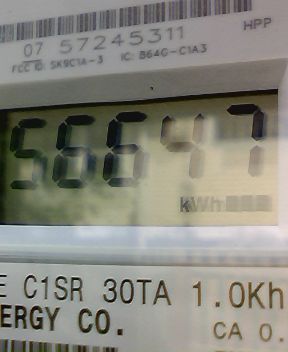 07 57245311
HPP
FCC ID: SK9C1A-3 IC: B64G-C1A3
56647
kWh
E C1SR 30TA 1.0Kh
ERGY CO.
CA 0.